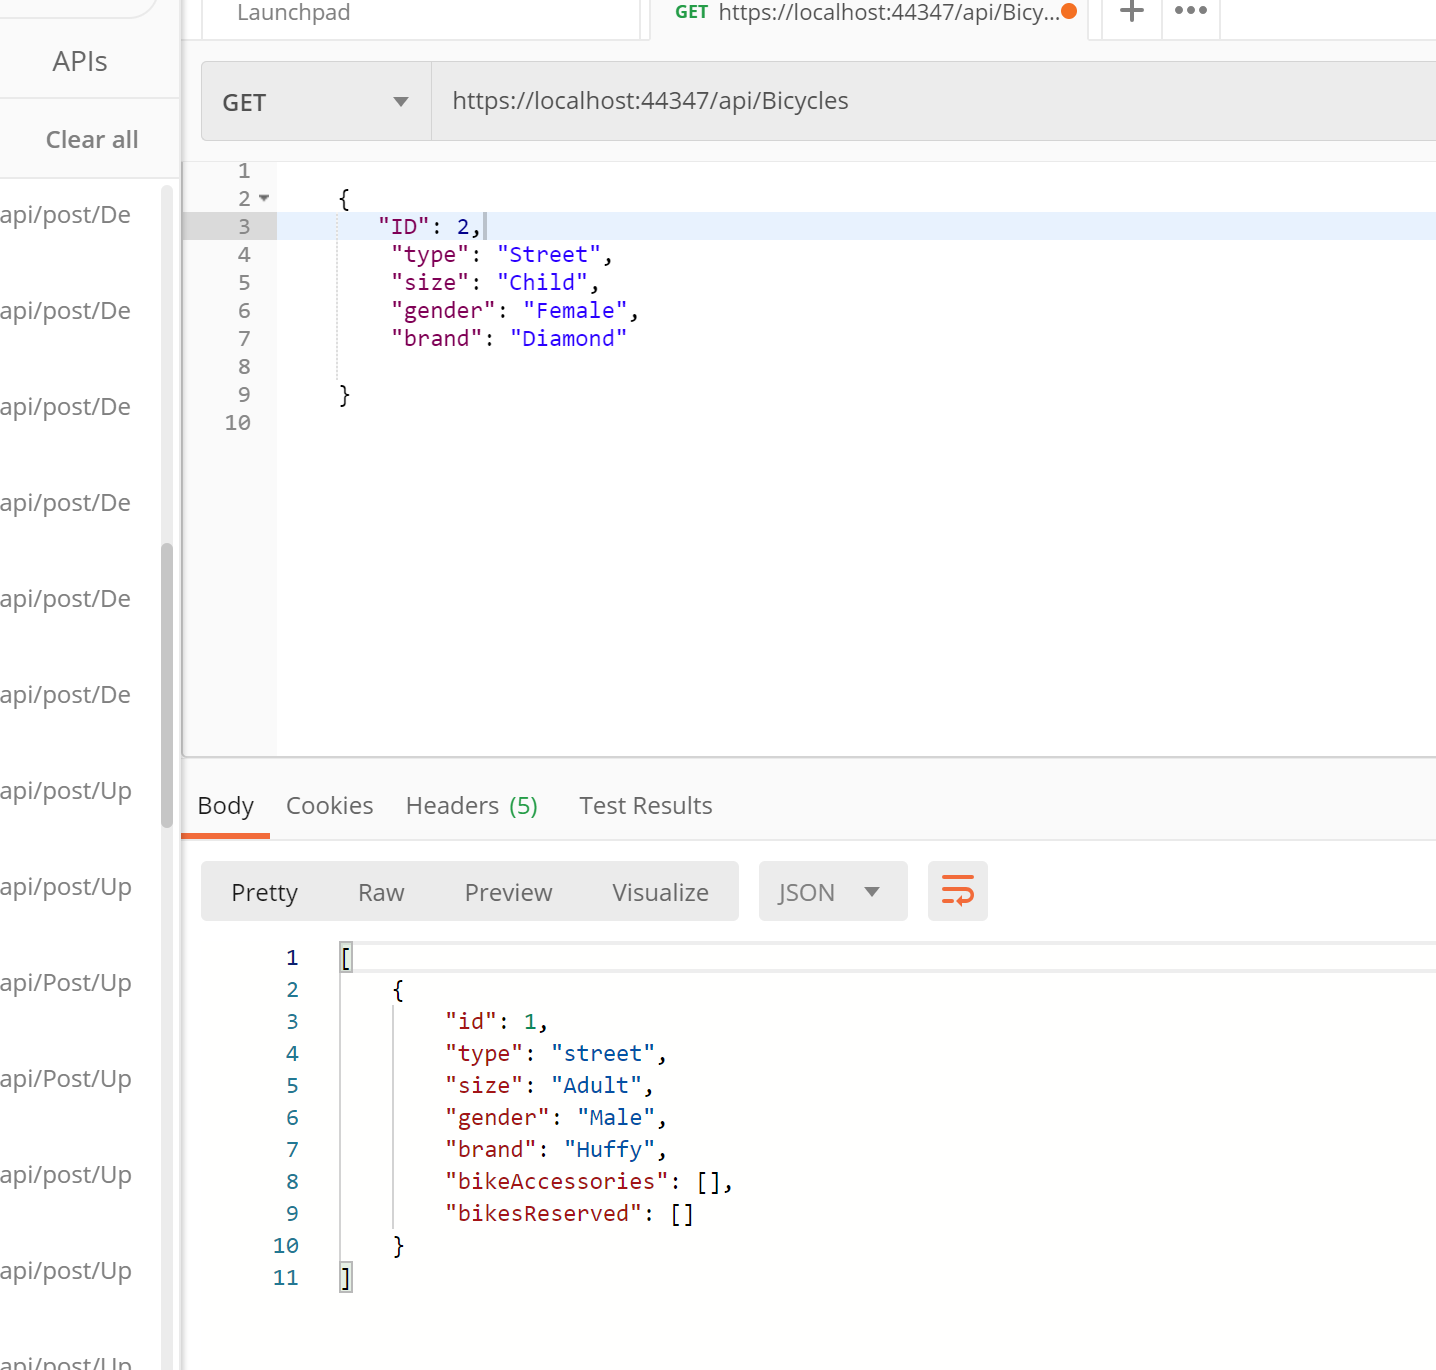 Launchpad
GET https://localhost:44347/api/Bicy...
APIs
GET
https://localhost:44347/api/Bicycles
Clear all
api/post/De
api/post/De
api/post/De
api/post/De
api/post/De
api/post/De
api/post/Up
api/post/Up
api/Post/Up
api/Post/Up
api/post/Up
api/post/Up
api/post/Up
1
2 {
3 "ID": 2,
4 "type": "Street",
5 "size": "Child",
6 "gender": "Female",
7 "brand": "Diamond"
8
9 }
10
Body Cookies Headers (5) Test Results
Pretty Raw Preview Visualize JSON
1 [
2 {
3 "id": 1,
4 "type": "street",
5 "size": "Adult",
6 "gender": "Male",
7 "brand": "Huffy",
8 "bikeAccessories": [],
9 "bikesReserved": []
10 }
11 ]